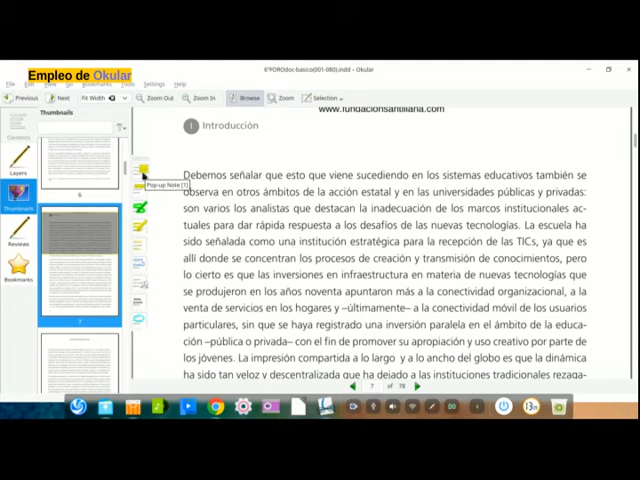 6ºFOROdoc-basico(001-080).indd – Okular
Empleo de Okular
Settings Help
Previous Next Fit Width Zoom Out Zoom In Browse Zoom Selection
Thumbnails
www.fundacionsantillana.com
I Introducción
Contents
Layers
Thumbnails
Reviews
Bookmarks
6
7
Pop-up Note [1]
Debemos señalar que esto que viene sucediendo en los sistemas educativos también se
observa en otros ámbitos de la acción estatal y en las universidades públicas y privadas:
son varios los analistas que destacan la inadecuación de los marcos institucionales ac-
tuales para dar rápida respuesta a los desafíos de las nuevas tecnologías. La escuela ha
sido señalada como una institución estratégica para la recepción de las TICs, ya que es
allí donde se concentran los procesos de creación y transmisión de conocimientos, pero
lo cierto es que las inversiones en infraestructura en materia de nuevas tecnologías que
se produjeron en los años noventa apuntaron más a la conectividad organizacional, a la
venta de servicios en los hogares y –últimamente– a la conectividad móvil de los usuarios
particulares, sin que se haya registrado una inversión paralela en el ámbito de la educa-
ción –pública o privada– con el fin de promover su apropiación y uso creativo por parte de
los jóvenes. La impresión compartida a lo largo y a lo ancho del globo es que la dinámica
ha sido tan veloz y descentralizada que ha dejado a las instituciones tradicionales rezaga-
7 of 78